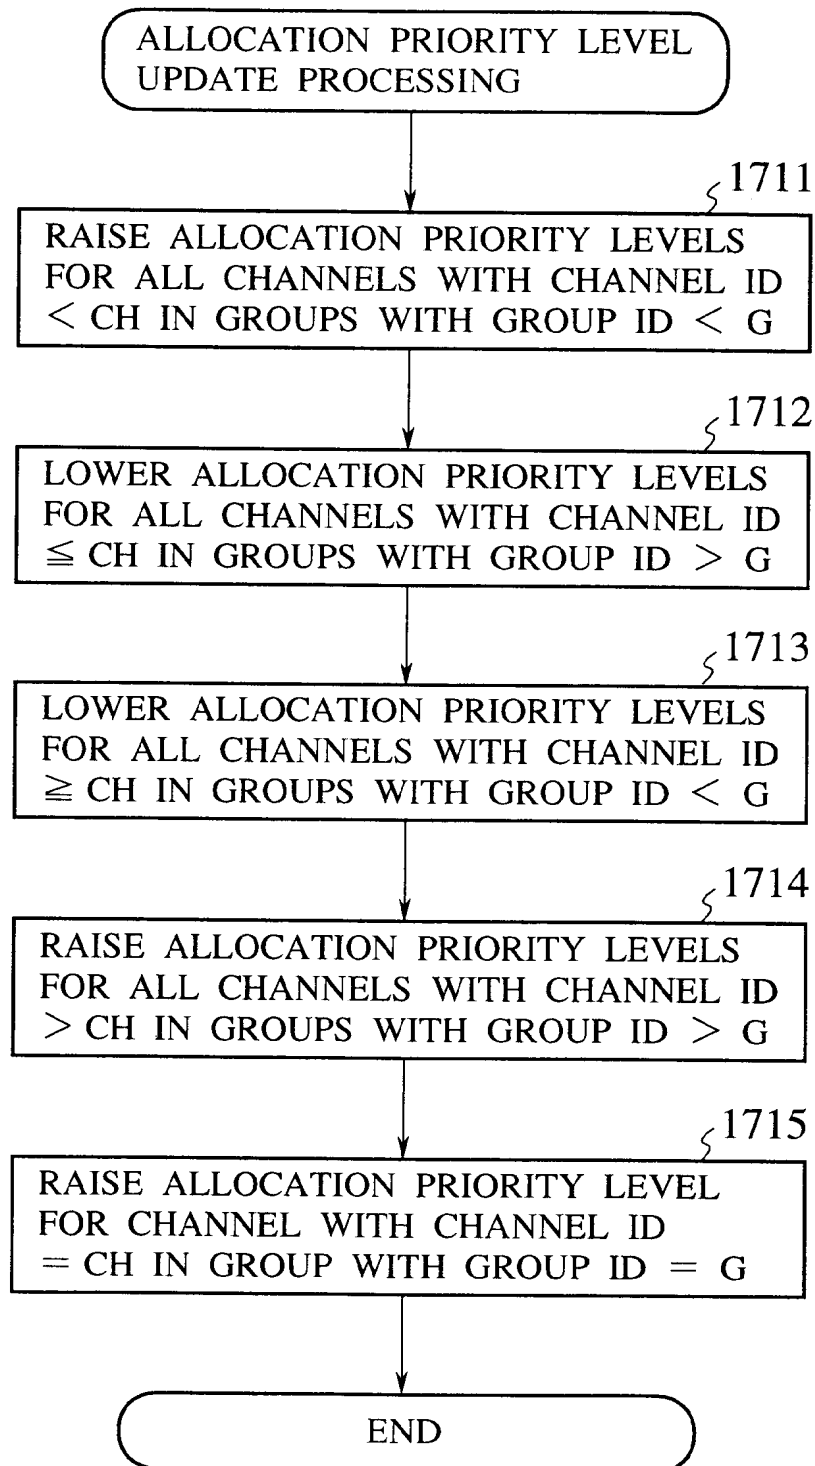 ALLOCATION PRIORITY LEVEL
UPDATE PROCESSING
1711
RAISE ALLOCATION PRIORITY LEVELS
FOR ALL CHANNELS WITH CHANNEL ID
< CH IN GROUPS WITH GROUP ID < G
1712
LOWER ALLOCATION PRIORITY LEVELS
FOR ALL CHANNELS WITH CHANNEL ID
≦ CH IN GROUPS WITH GROUP ID > G
1713
LOWER ALLOCATION PRIORITY LEVELS
FOR ALL CHANNELS WITH CHANNEL ID
≧ CH IN GROUPS WITH GROUP ID < G
1714
RAISE ALLOCATION PRIORITY LEVELS
FOR ALL CHANNELS WITH CHANNEL ID
> CH IN GROUPS WITH GROUP ID > G
1715
RAISE ALLOCATION PRIORITY LEVEL
FOR CHANNEL WITH CHANNEL ID
= CH IN GROUP WITH GROUP ID = G
END